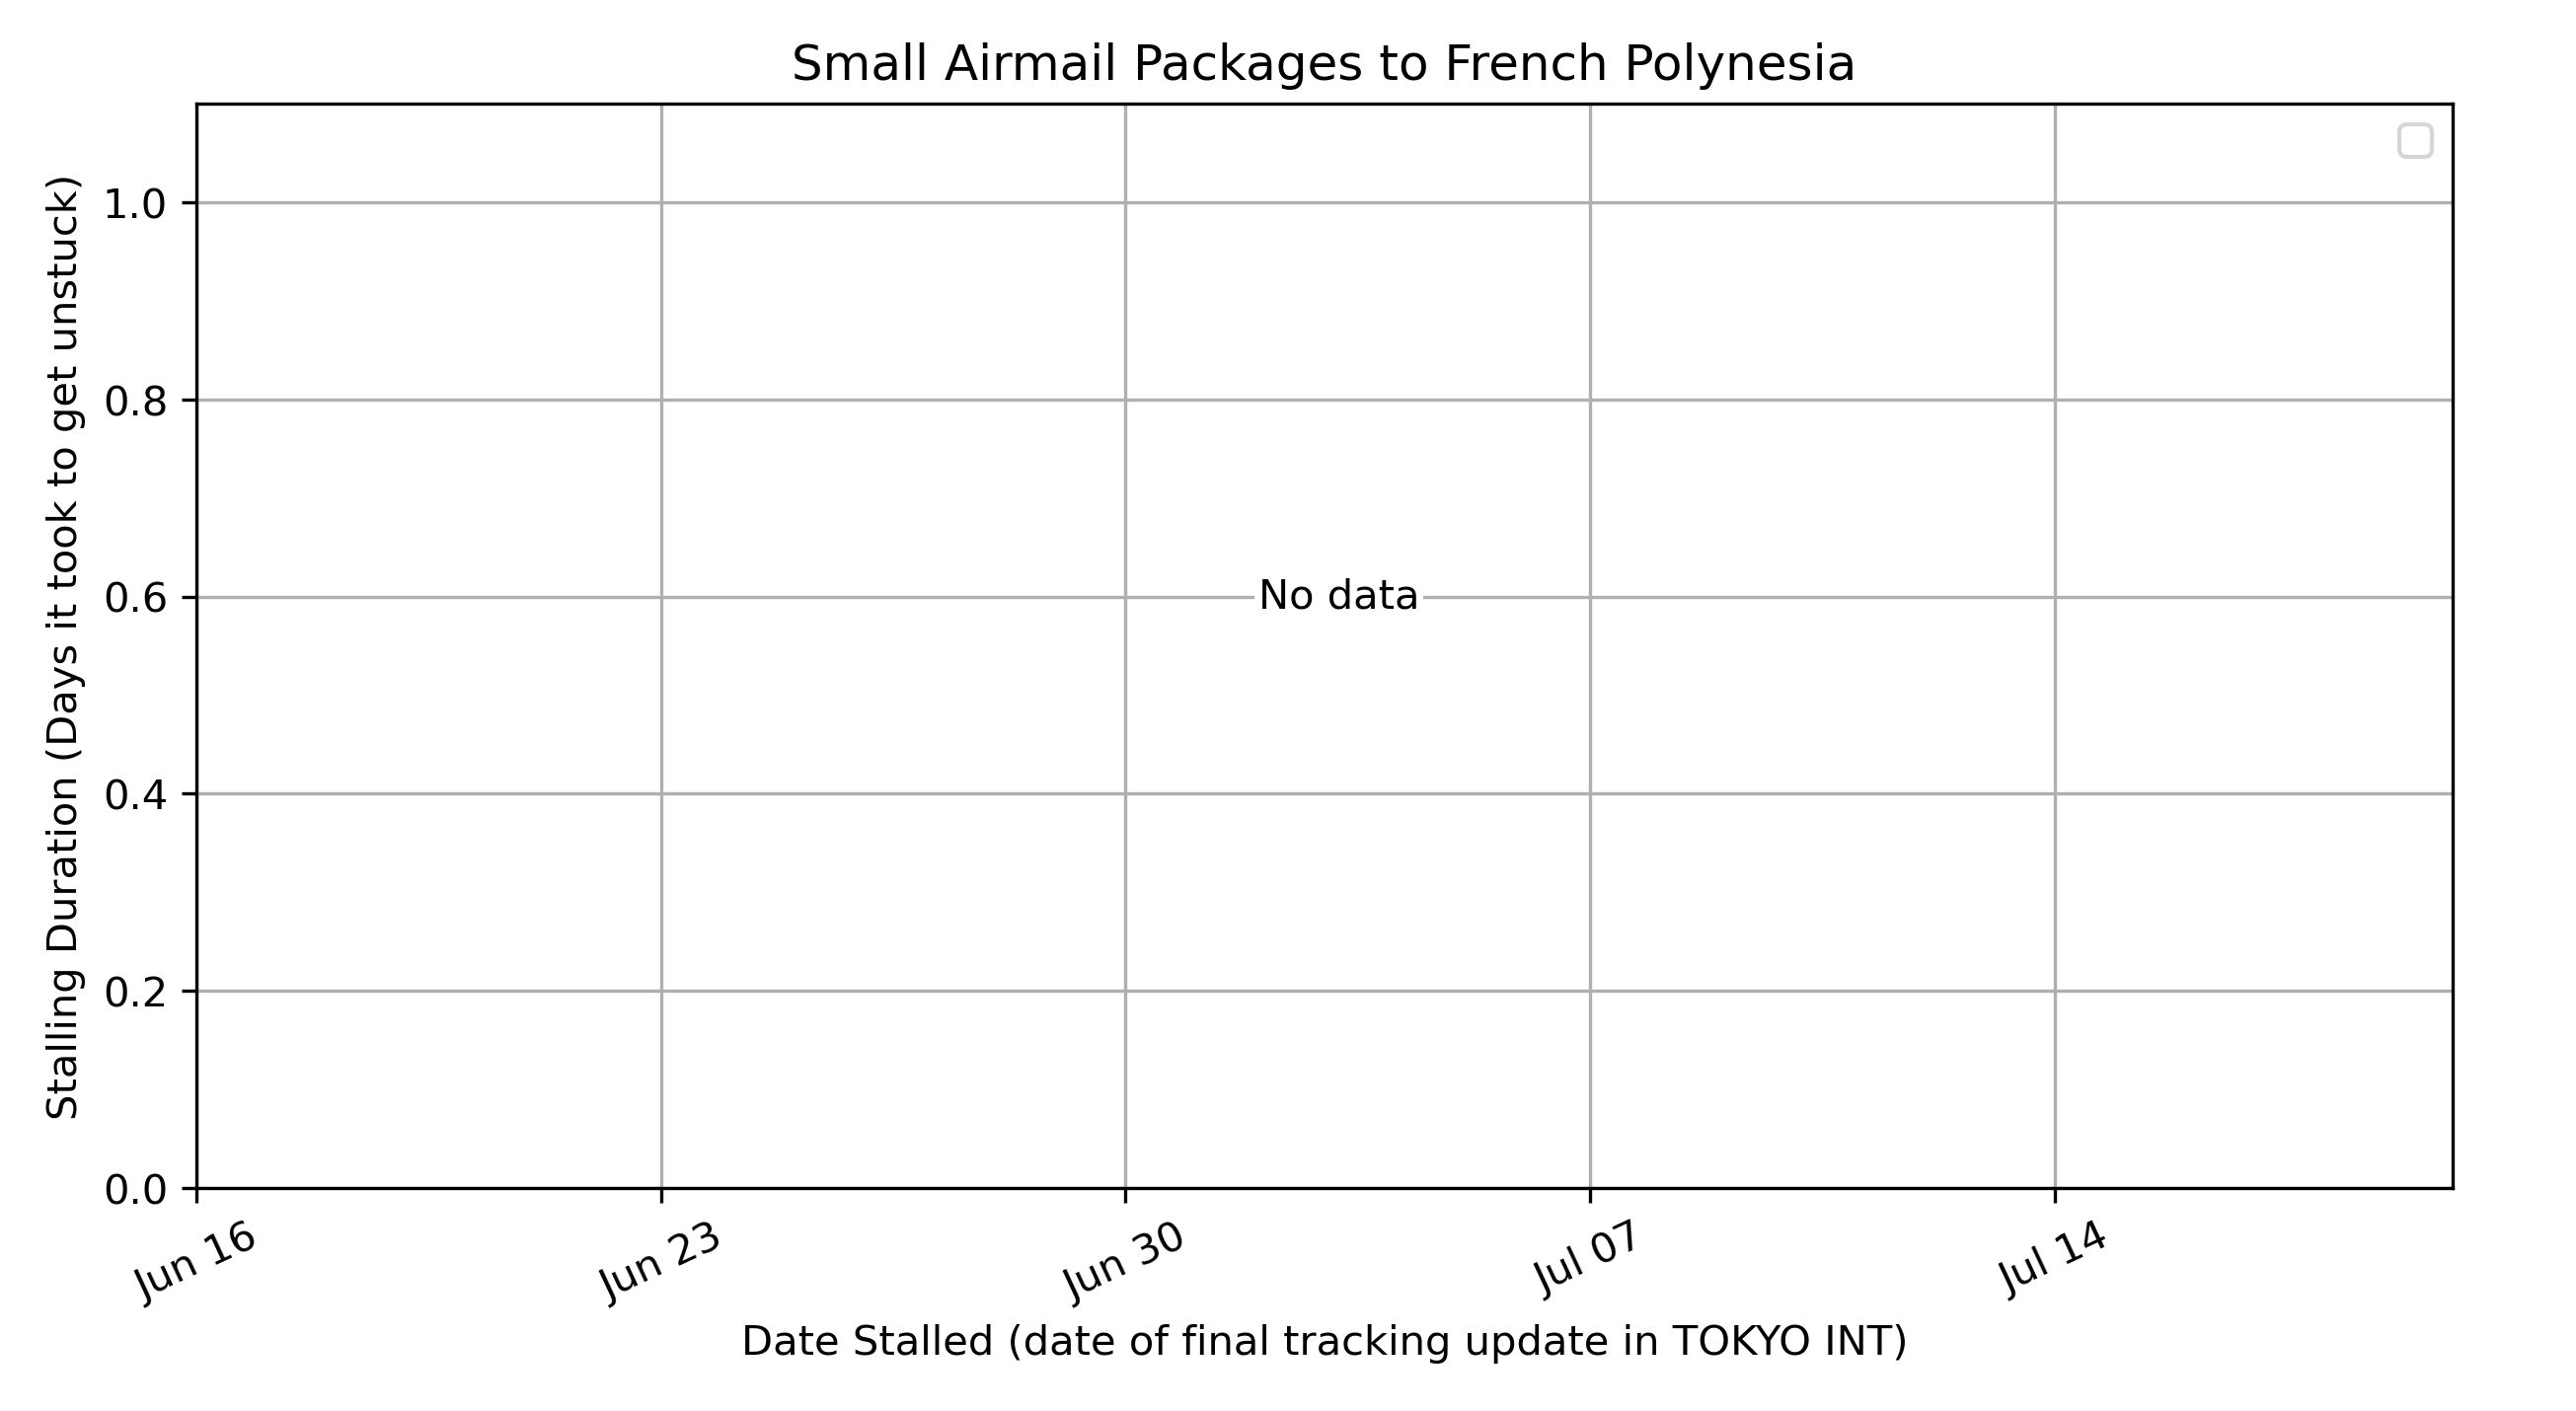 Small Airmail Packages to French Polynesia
Stalling Duration (Days it took to get unstuck)
1.0
0.8
0.6
0.4
0.2
0.0
No data
Jun 16
Jun 23
Jun 30
Jul 07
Jul 14
Date Stalled (date of final tracking update in TOKYO INT)